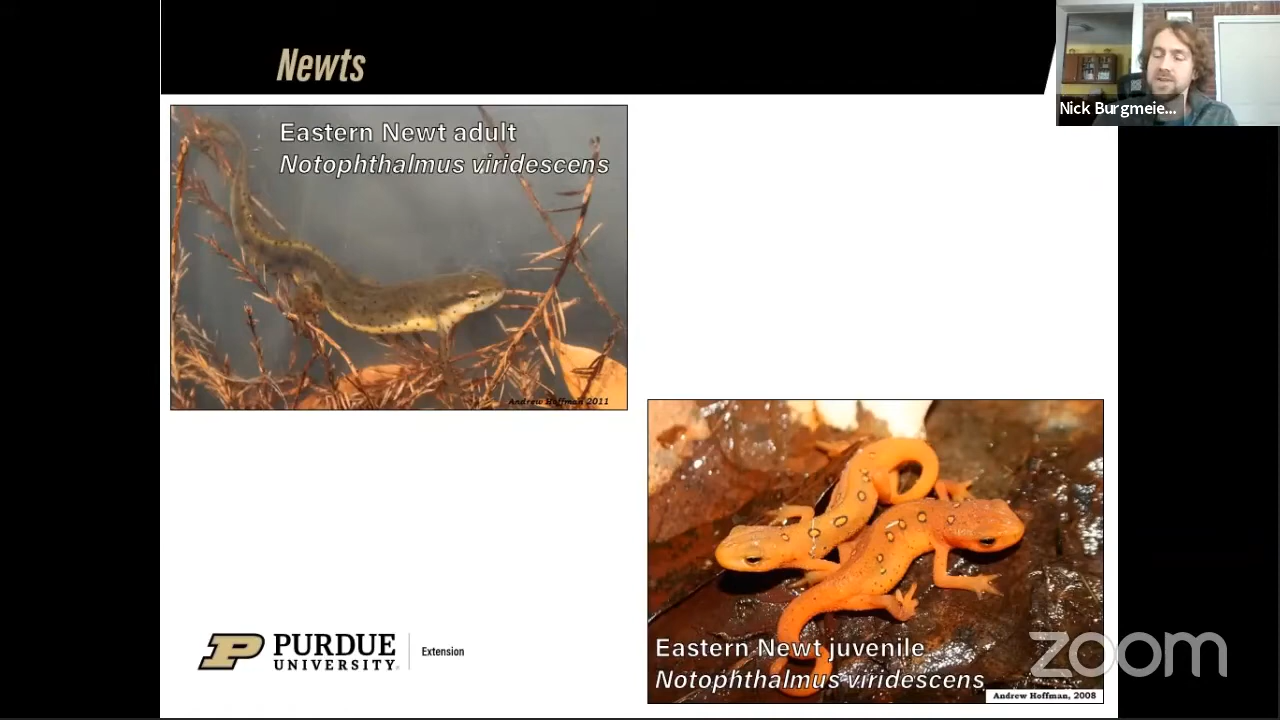 Newts
Nick Burgmeie...
Eastern Newt adult
Notophthalmus viridescens
Andrew Hoffman 2011
Eastern Newt juvenile
Notophthalmus viridescens
Andrew Hoffman, 2008
P
PURDUE
UNIVERSITY®
Extension
zoom